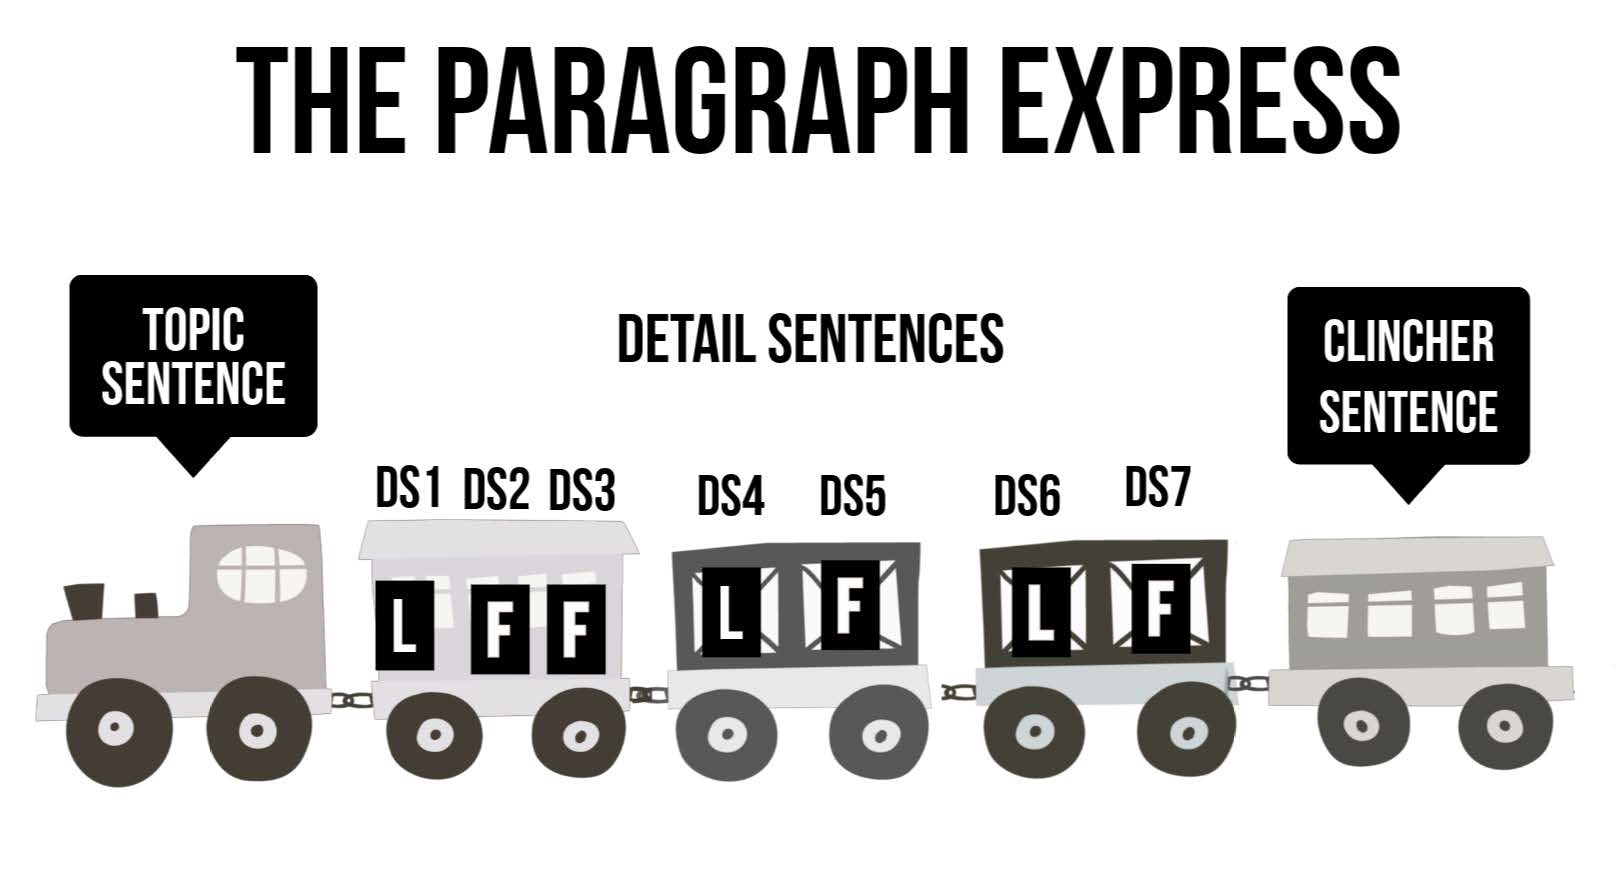 THE PARAGRAPH EXPRESS
TOPIC
SENTENCE
DETAIL SENTENCES
CLINCHER
SENTENCE
DS1 DS2 DS3 DS4 DS5 DS6 DS7
L F F L F L F